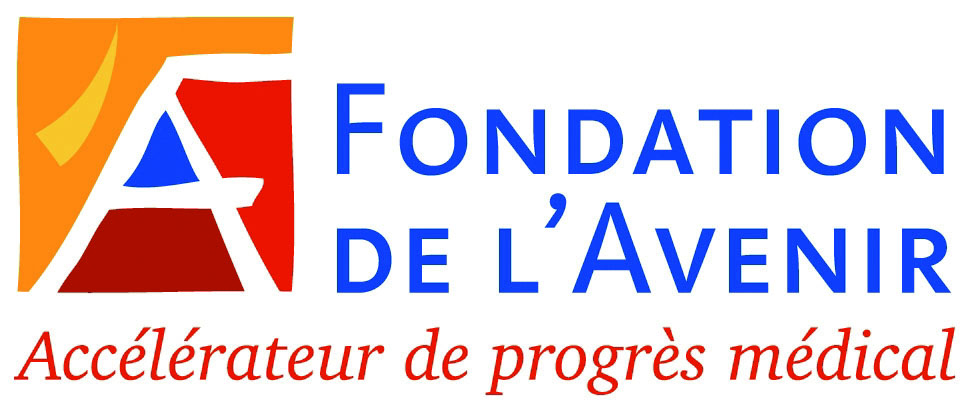 FONDATION
DE L'AVENIR
Accélérateur de progrès médical